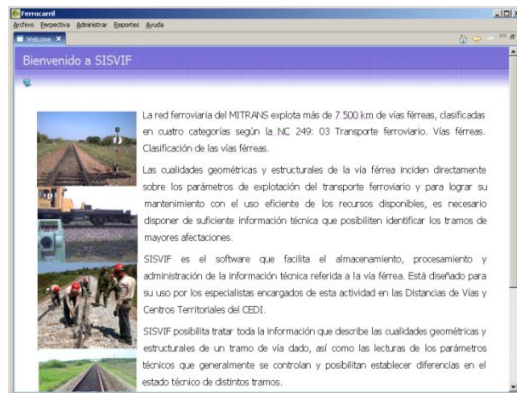 Ferrocarril
Archivo Perpectiva Administrar Reportes Ayuda
Welcome
Bienvenido a SISVIF
La red ferroviaria del MITRANS explota más de 7 500 km de vías férreas, clasificadas
en cuatro categorías según la NC 249: 03 Transporte ferroviario. Vías férreas.
Clasificación de las vías férreas.
Las cualidades geométricas y estructurales de la vía férrea inciden directamente
sobre los parámetros de explotación del transporte ferroviario y para lograr su
mantenimiento con el uso eficiente de los recursos disponibles, es necesario
disponer de suficiente información técnica que posibiliten identificar los tramos de
mayores afectaciones.
SISVIF es el software que facilita el almacenamiento, procesamiento y
administración de la información técnica referida a la vía férrea. Está diseñado para
su uso por los especialistas encargados de esta actividad en las Distancias de Vías y
Centros Territoriales del CEDI.
SISVIF posibilita tratar toda la información que describe las cualidades geométricas y
estructurales de un tramo de vía dado, así como las lecturas de los parámetros
técnicos que generalmente se controlan y posibilitan establecer diferencias en el
estado técnico de distintos tramos.